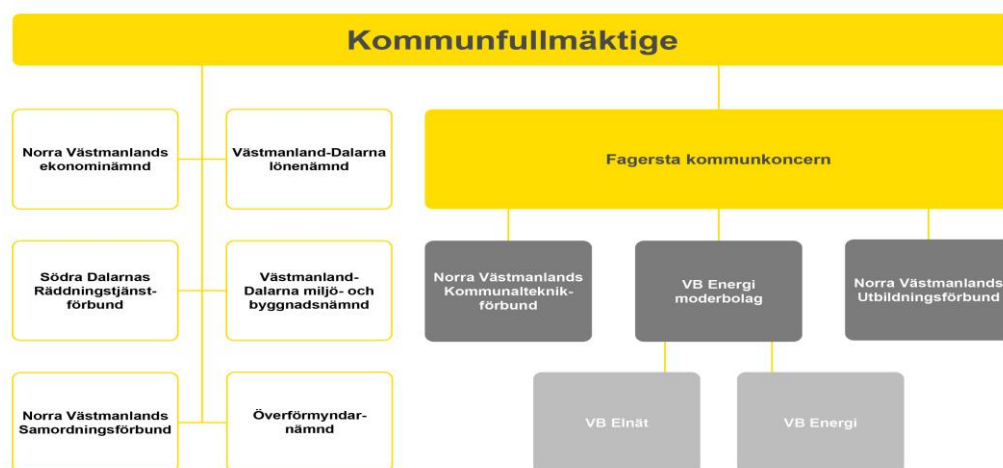 Kommunfullmäktige
Norra Västmanlands
ekonominämnd
Västmanland-Dalarna
lönenämnd
Fagersta kommunkoncern
Södra Dalarnas
Räddningstjänst-
förbund
Västmanland-
Dalarna miljö- och
byggnadsnämnd
Norra Västmanlands
Kommunalteknik-
förbund
VB Energi
moderbolag
Norra Västmanlands
Utbildningsförbund
Norra Västmanlands
Samordningsförbund
Överförmyndar-
nämnd
VB Elnät
VB Energi